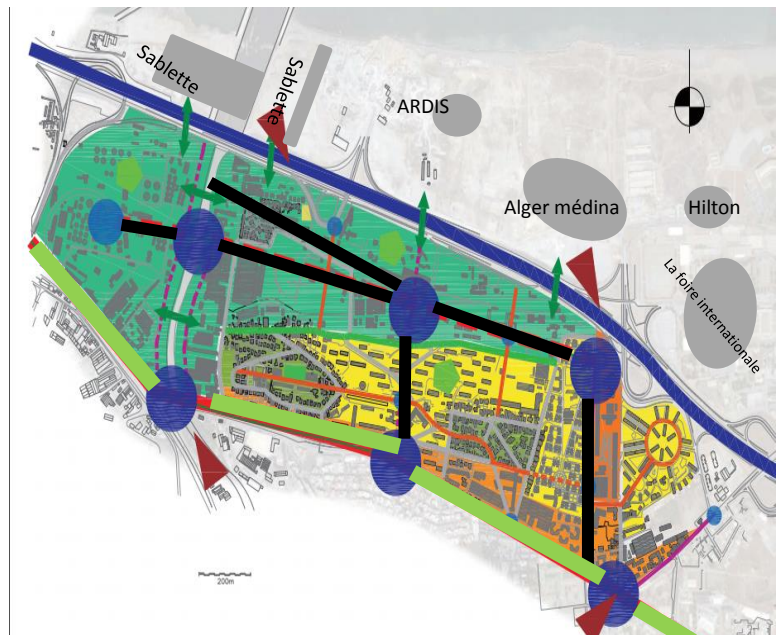 Sablette
Sablette
ARDIS
Alger médina
Hilton
La foire internationale
200m